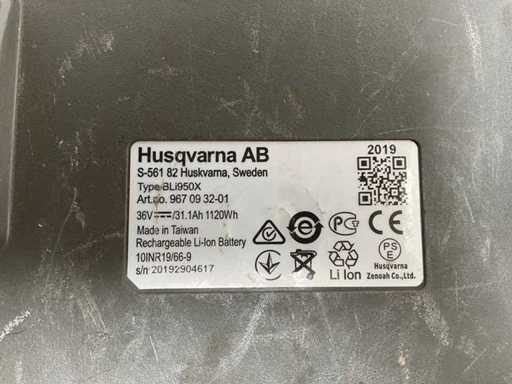 Husqvarna AB
2019
S-561 82 Huskvarna, Sweden
Type BLi950X
Art.no. 967 09 32-01
36V⎓/31.1Ah 1120Wh
Made in Taiwan
Rechargeable Li-Ion Battery
10INR19/66-9
s/n 20192904617
Li Ion
PS
E
Husqvarna
Zenoah Co.,Ltd.